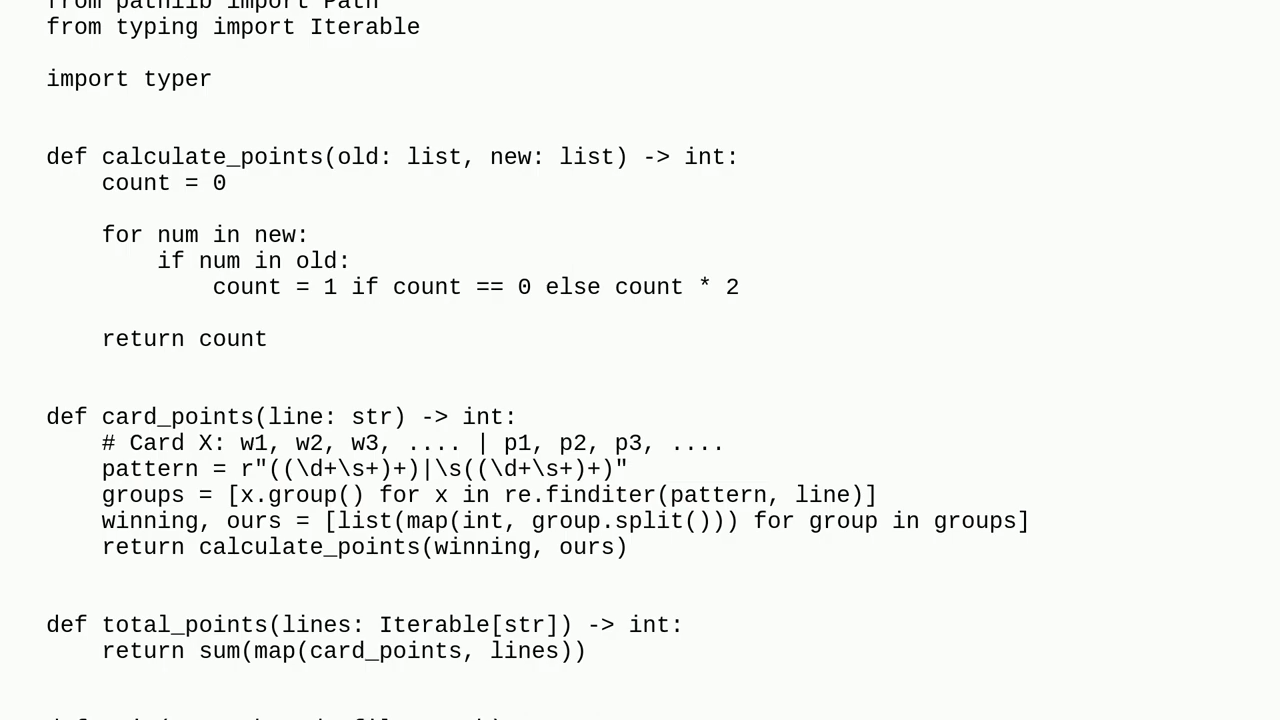 from pathlib import Path
from typing import Iterable
import typer
def calculate_points(old: list, new: list) -> int:
    count = 0
    for num in new:
        if num in old:
            count = 1 if count == 0 else count * 2
    return count
def card_points(line: str) -> int:
    # Card X: w1, w2, w3, .... | p1, p2, p3, ....
    pattern = r"((\d+\s+)+)|\s((\d+\s+)+)"
    groups = [x.group() for x in re.finditer(pattern, line)]
    winning, ours = [list(map(int, group.split())) for group in groups]
    return calculate_points(winning, ours)
def total_points(lines: Iterable[str]) -> int:
    return sum(map(card_points, lines))